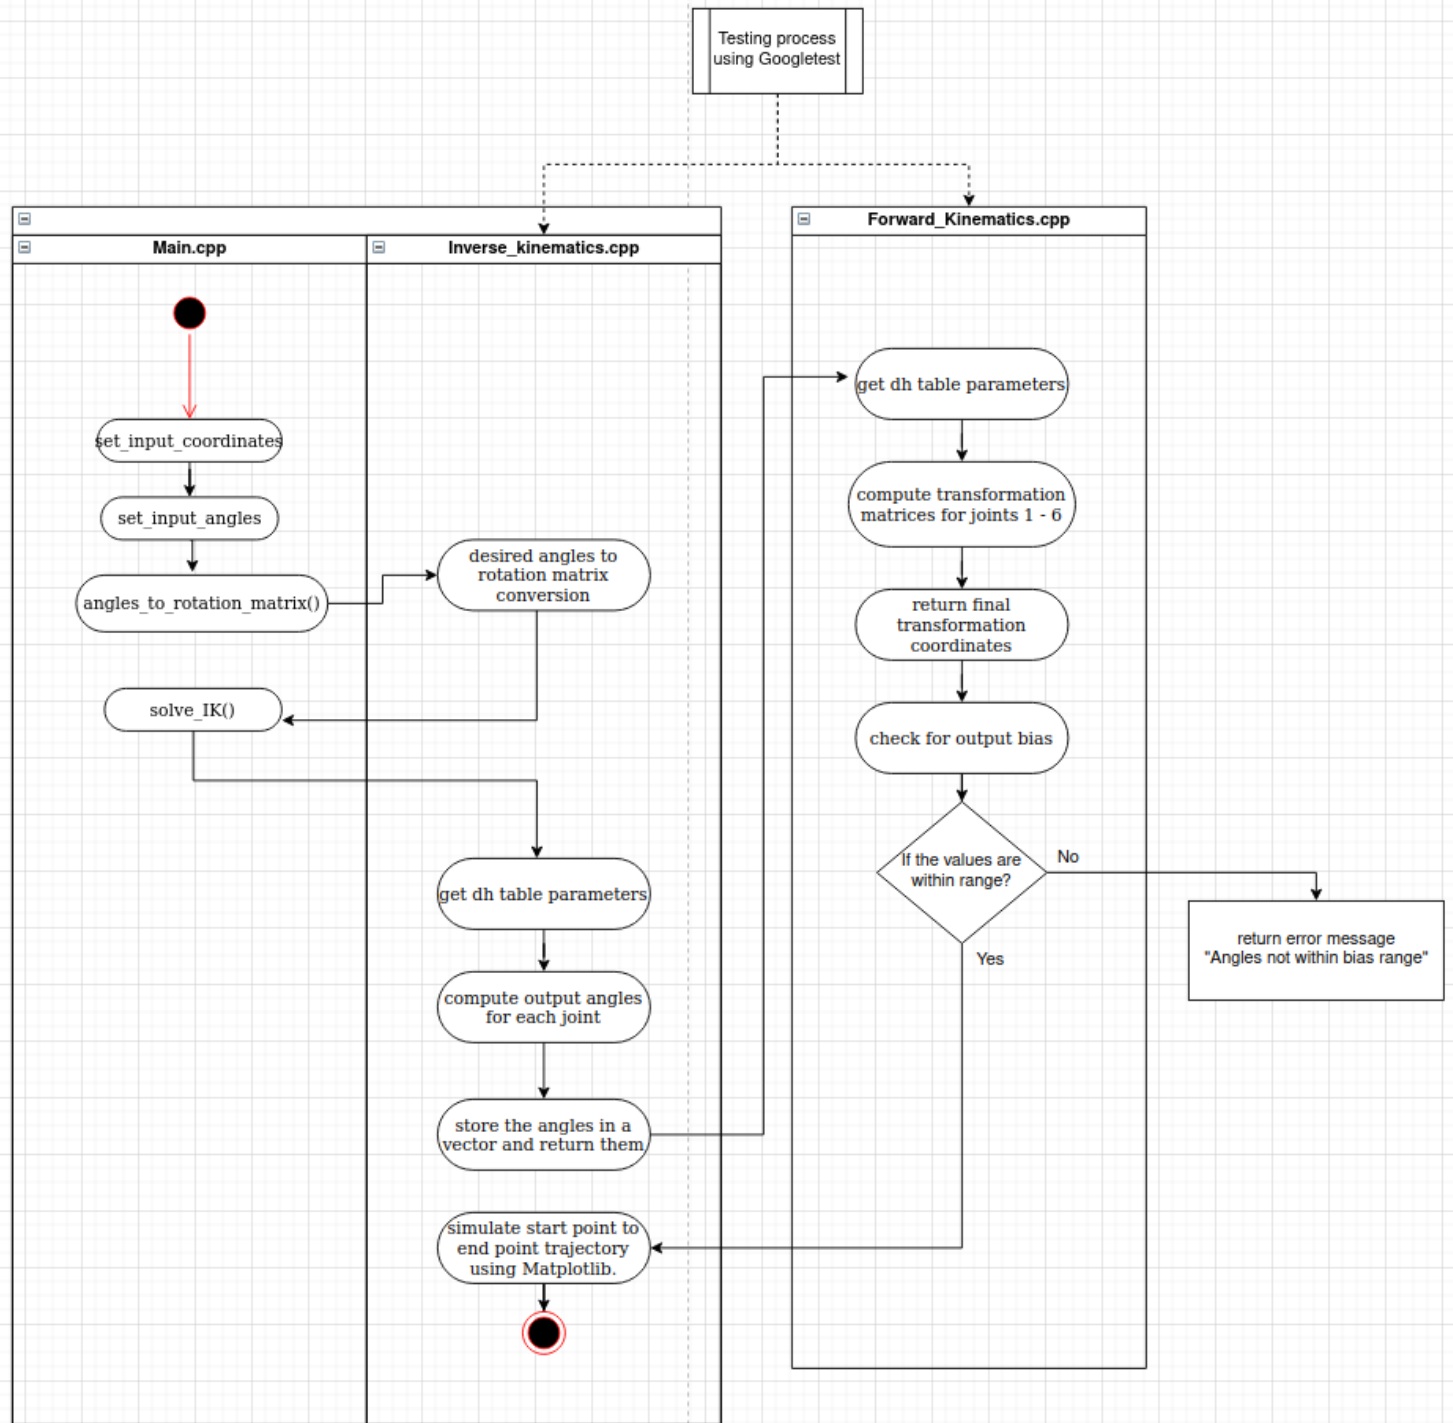 Testing process
using Googletest
Main.cpp
Inverse_kinematics.cpp
Forward_Kinematics.cpp
set_input_coordinates
set_input_angles
angles_to_rotation_matrix()
desired angles to
rotation matrix
conversion
solve_IK()
get dh table parameters
compute output angles
for each joint
store the angles in a
vector and return them
simulate start point to
end point trajectory
using Matplotlib.
get dh table parameters
compute transformation
matrices for joints 1 - 6
return final
transformation
coordinates
check for output bias
If the values are
within range?
No
Yes
return error message
"Angles not within bias range"